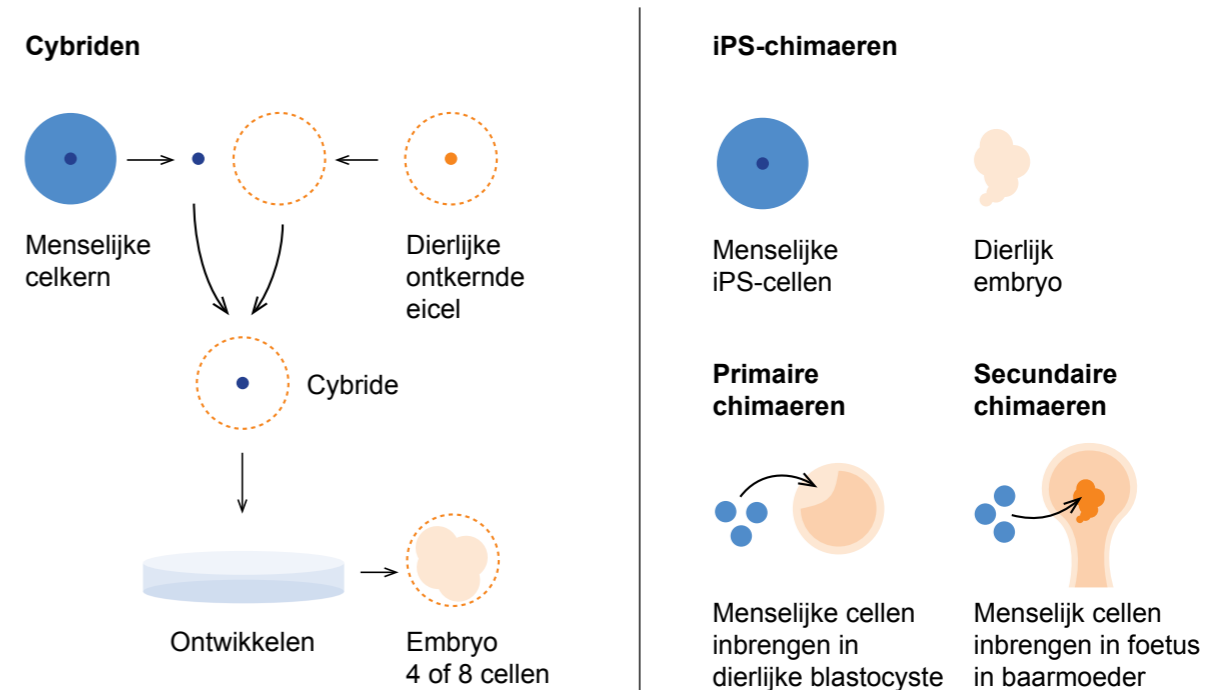 Cybriden
Menselijke
celkern
Dierlijke
ontkernde
eicel
Cybride
Ontwikkelen
Embryo
4 of 8 cellen
iPS-chimaeren
Menselijke
iPS-cellen
Dierlijk
embryo
Primaire
chimaeren
Menselijke cellen
inbrengen in
dierlijke blastocyste
Secundaire
chimaeren
Menselijk cellen
inbrengen in foetus
in baarmoeder